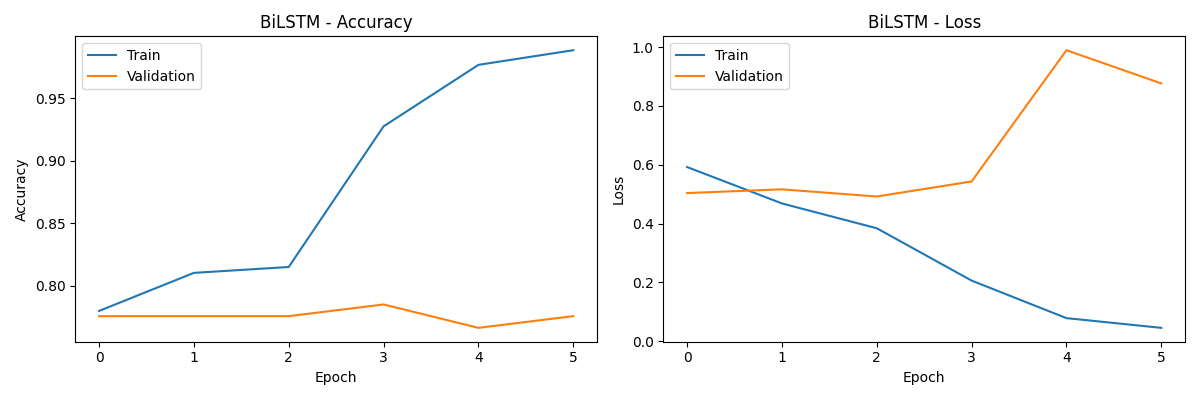 BiLSTM - Accuracy
Train
Validation
Accuracy
0.95
0.90
0.85
0.80
0 1 2 3 4 5
Epoch
BiLSTM - Loss
Train
Validation
Loss
1.0
0.8
0.6
0.4
0.2
0.0
0 1 2 3 4 5
Epoch